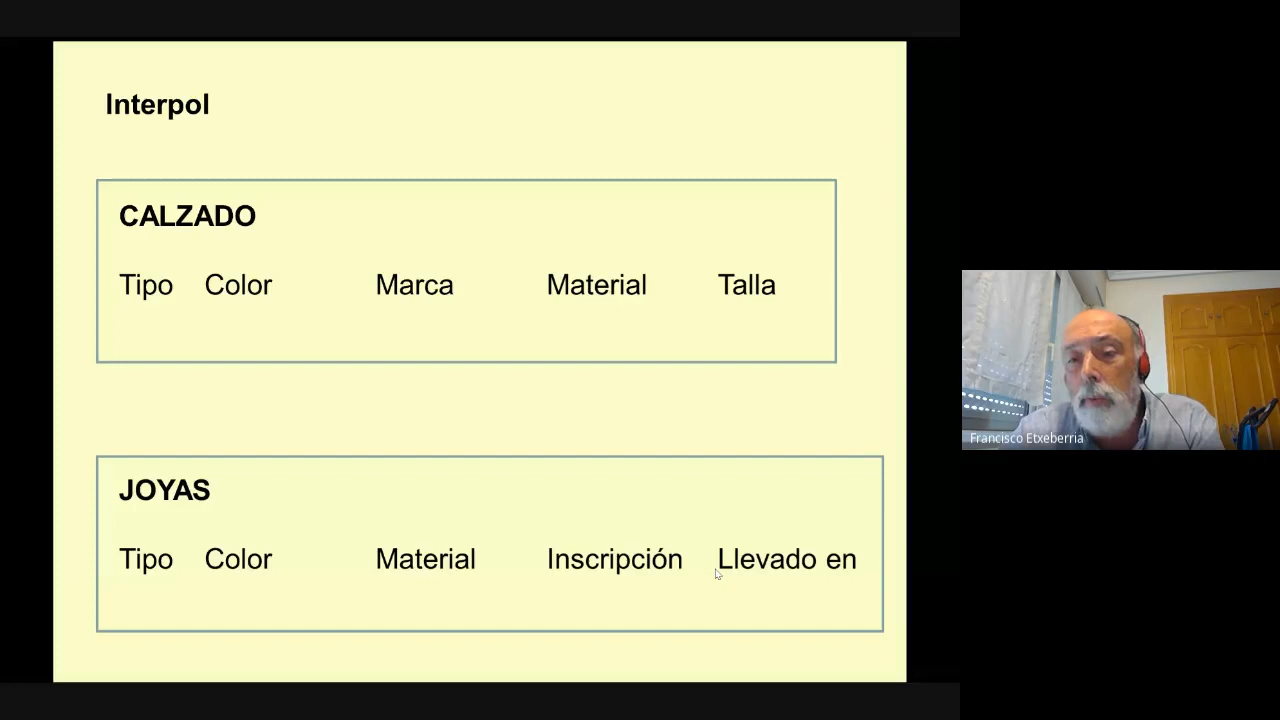 Interpol
CALZADO
Tipo Color Marca Material Talla
JOYAS
Tipo Color Material Inscripción Llevado en
Francisco Etxeberria